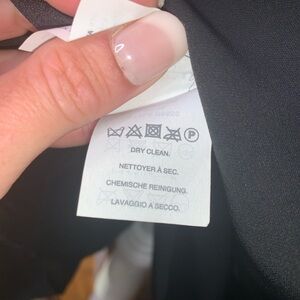 P
DRY CLEAN.
NETTOYER À SEC.
CHEMISCHE REINIGUNG.
LAVAGGIO A SECCO.